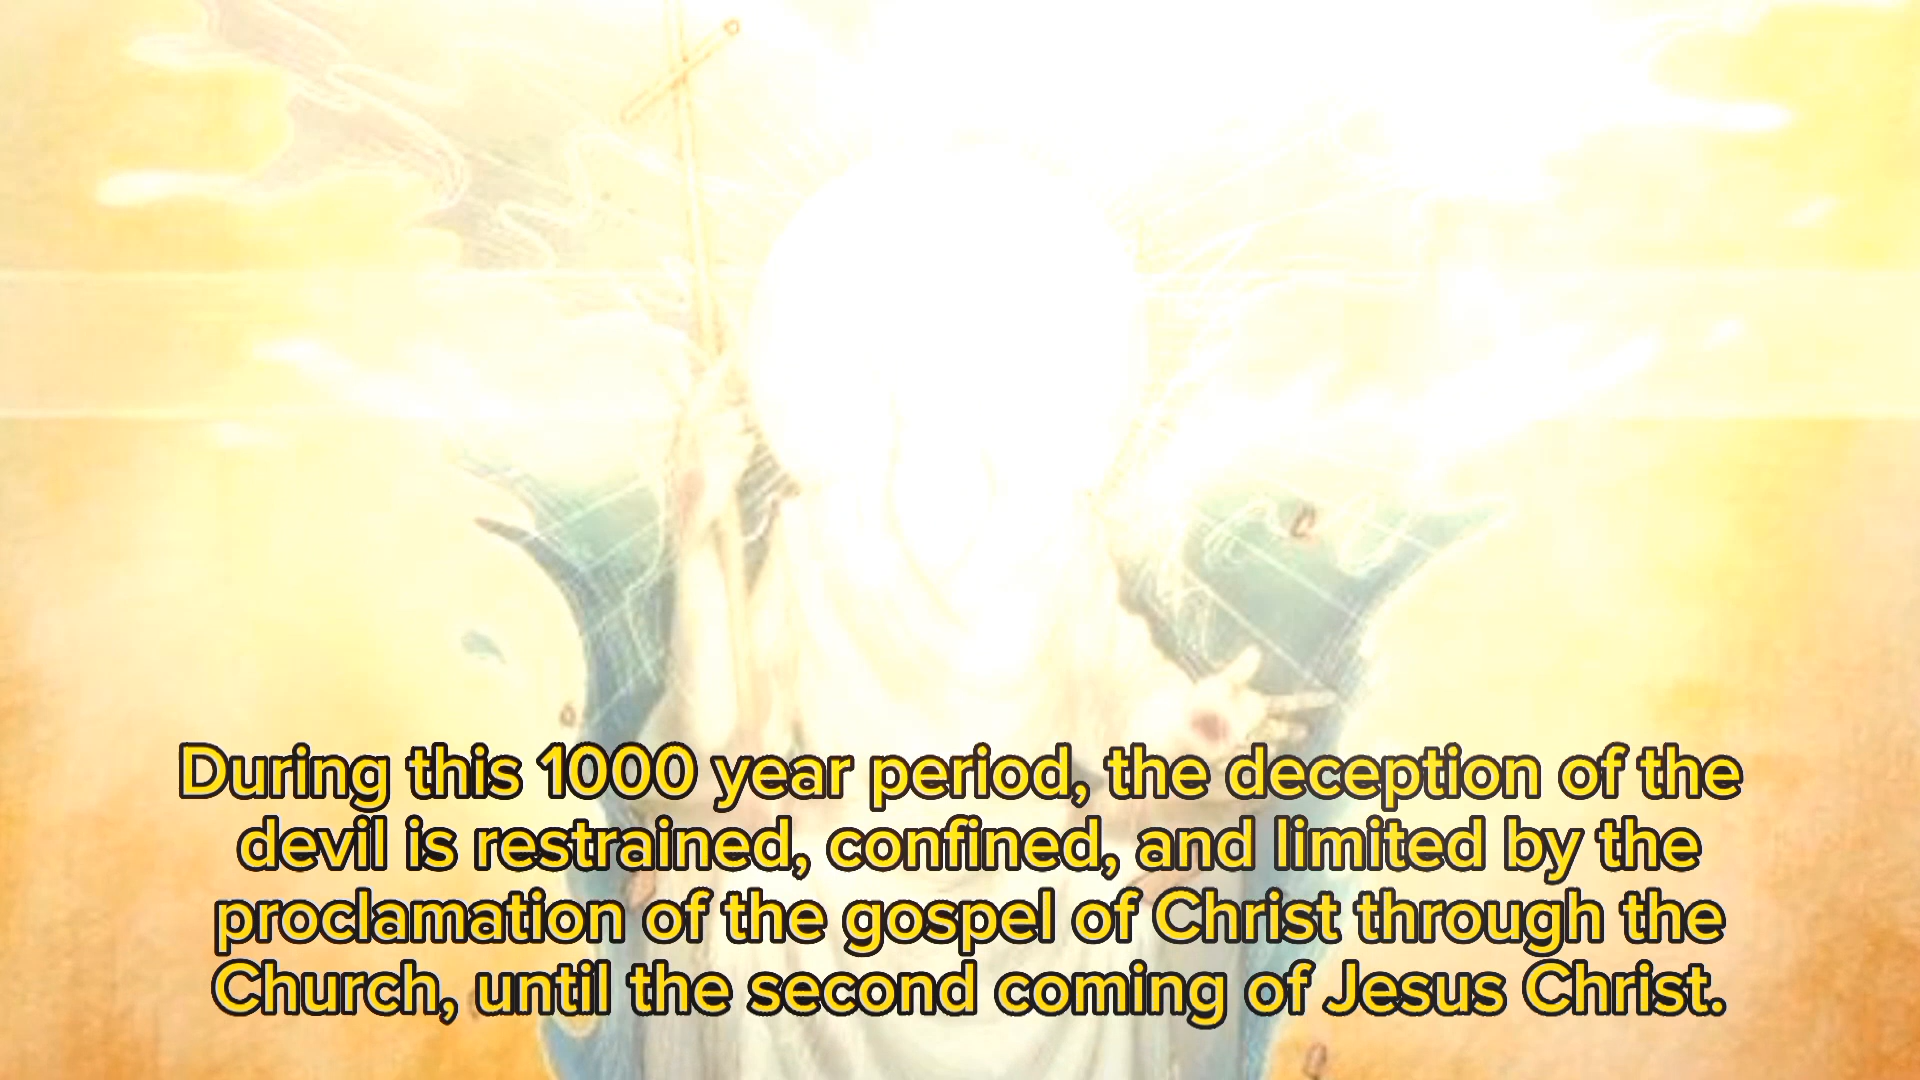 During this 1000 year period, the deception of the
devil is restrained, confined, and limited by the
proclamation of the gospel of Christ through the
Church, until the second coming of Jesus Christ.